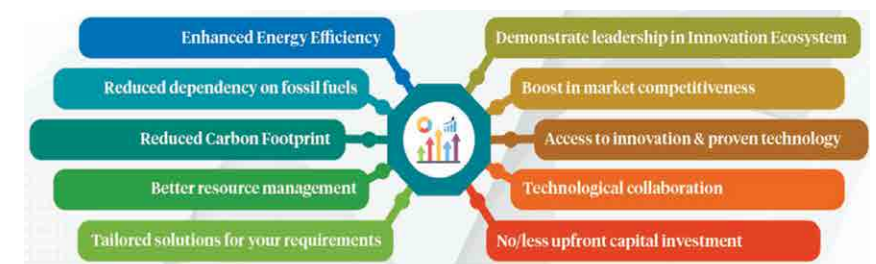 Enhanced Energy Efficiency
Reduced dependency on fossil fuels
Reduced Carbon Footprint
Better resource management
Tailored solutions for your requirements
Demonstrate leadership in Innovation Ecosystem
Boost in market competitiveness
Access to innovation & proven technology
Technological collaboration
No/less upfront capital investment